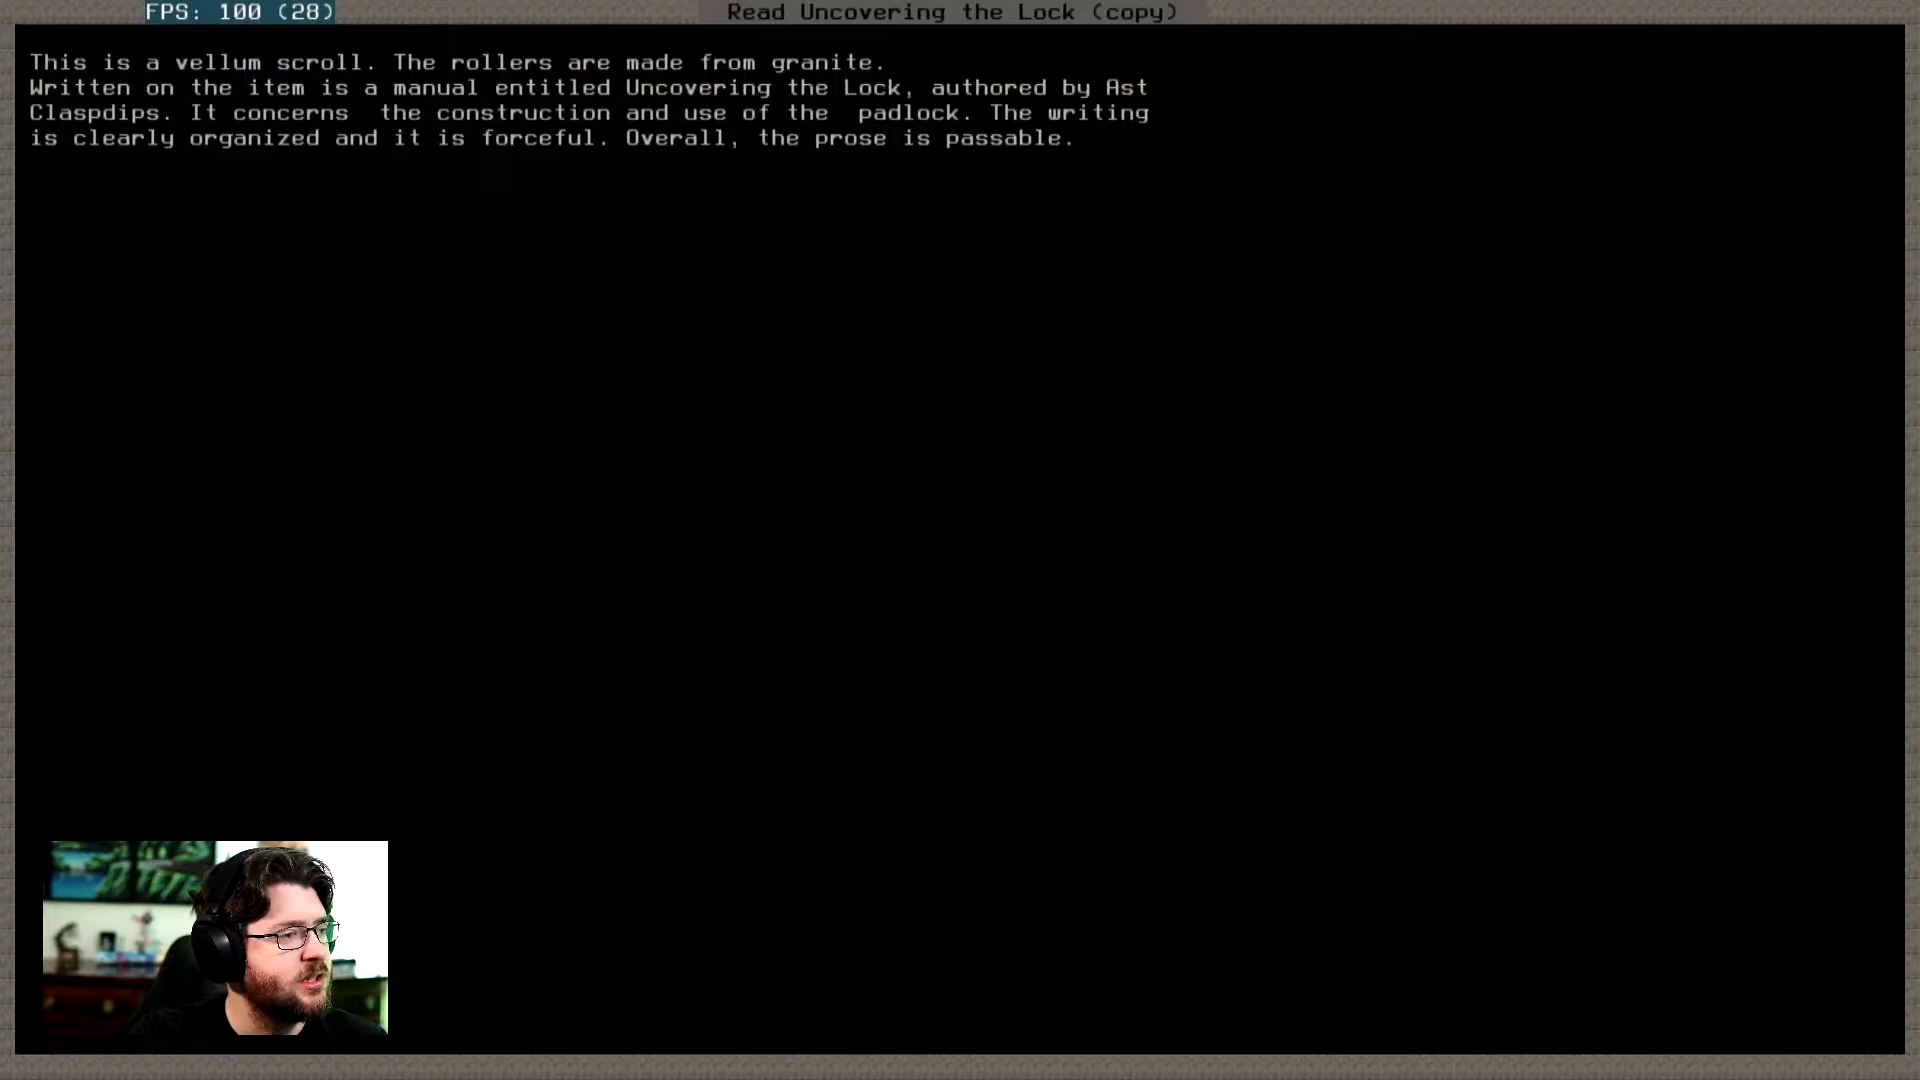 FPS: 100 (28)
Read Uncovering the Lock (copy)
This is a vellum scroll. The rollers are made from granite.
Written on the item is a manual entitled Uncovering the Lock, authored by Ast
Claspdips. It concerns  the construction and use of the  padlock. The writing
is clearly organized and it is forceful. Overall, the prose is passable.